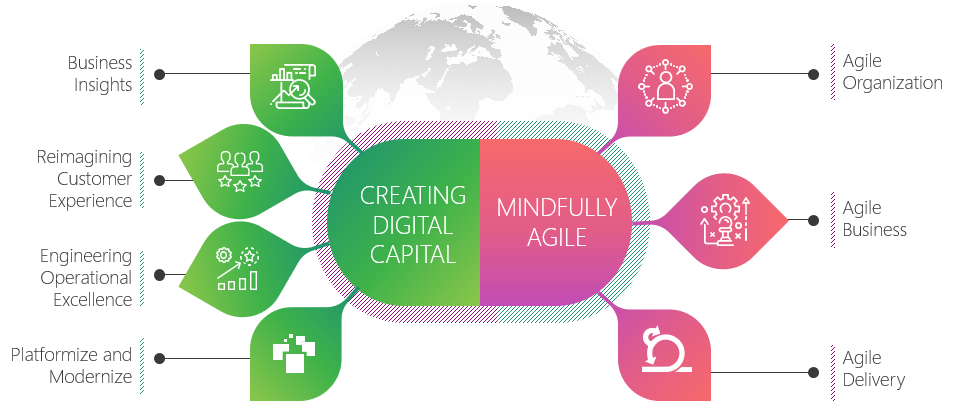 Business
Insights
Reimagining
Customer
Experience
Engineering
Operational
Excellence
Platformize and
Modernize
CREATING
DIGITAL
CAPITAL
MINDFULLY
AGILE
Agile
Organization
Agile
Business
Agile
Delivery